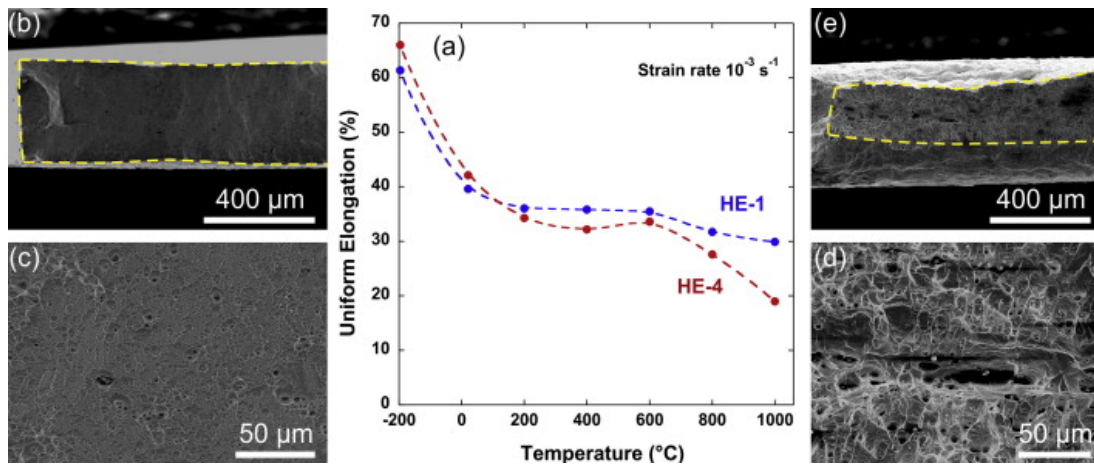 (b)
400 µm
(c)
50 µm
(a)
Strain rate 10⁻³ s⁻¹
Uniform Elongation (%)
70
60
50
40
30
20
10
0
HE-1
HE-4
-200
0
200
400
600
800
1000
Temperature (°C)
(e)
400 µm
(d)
50 µm